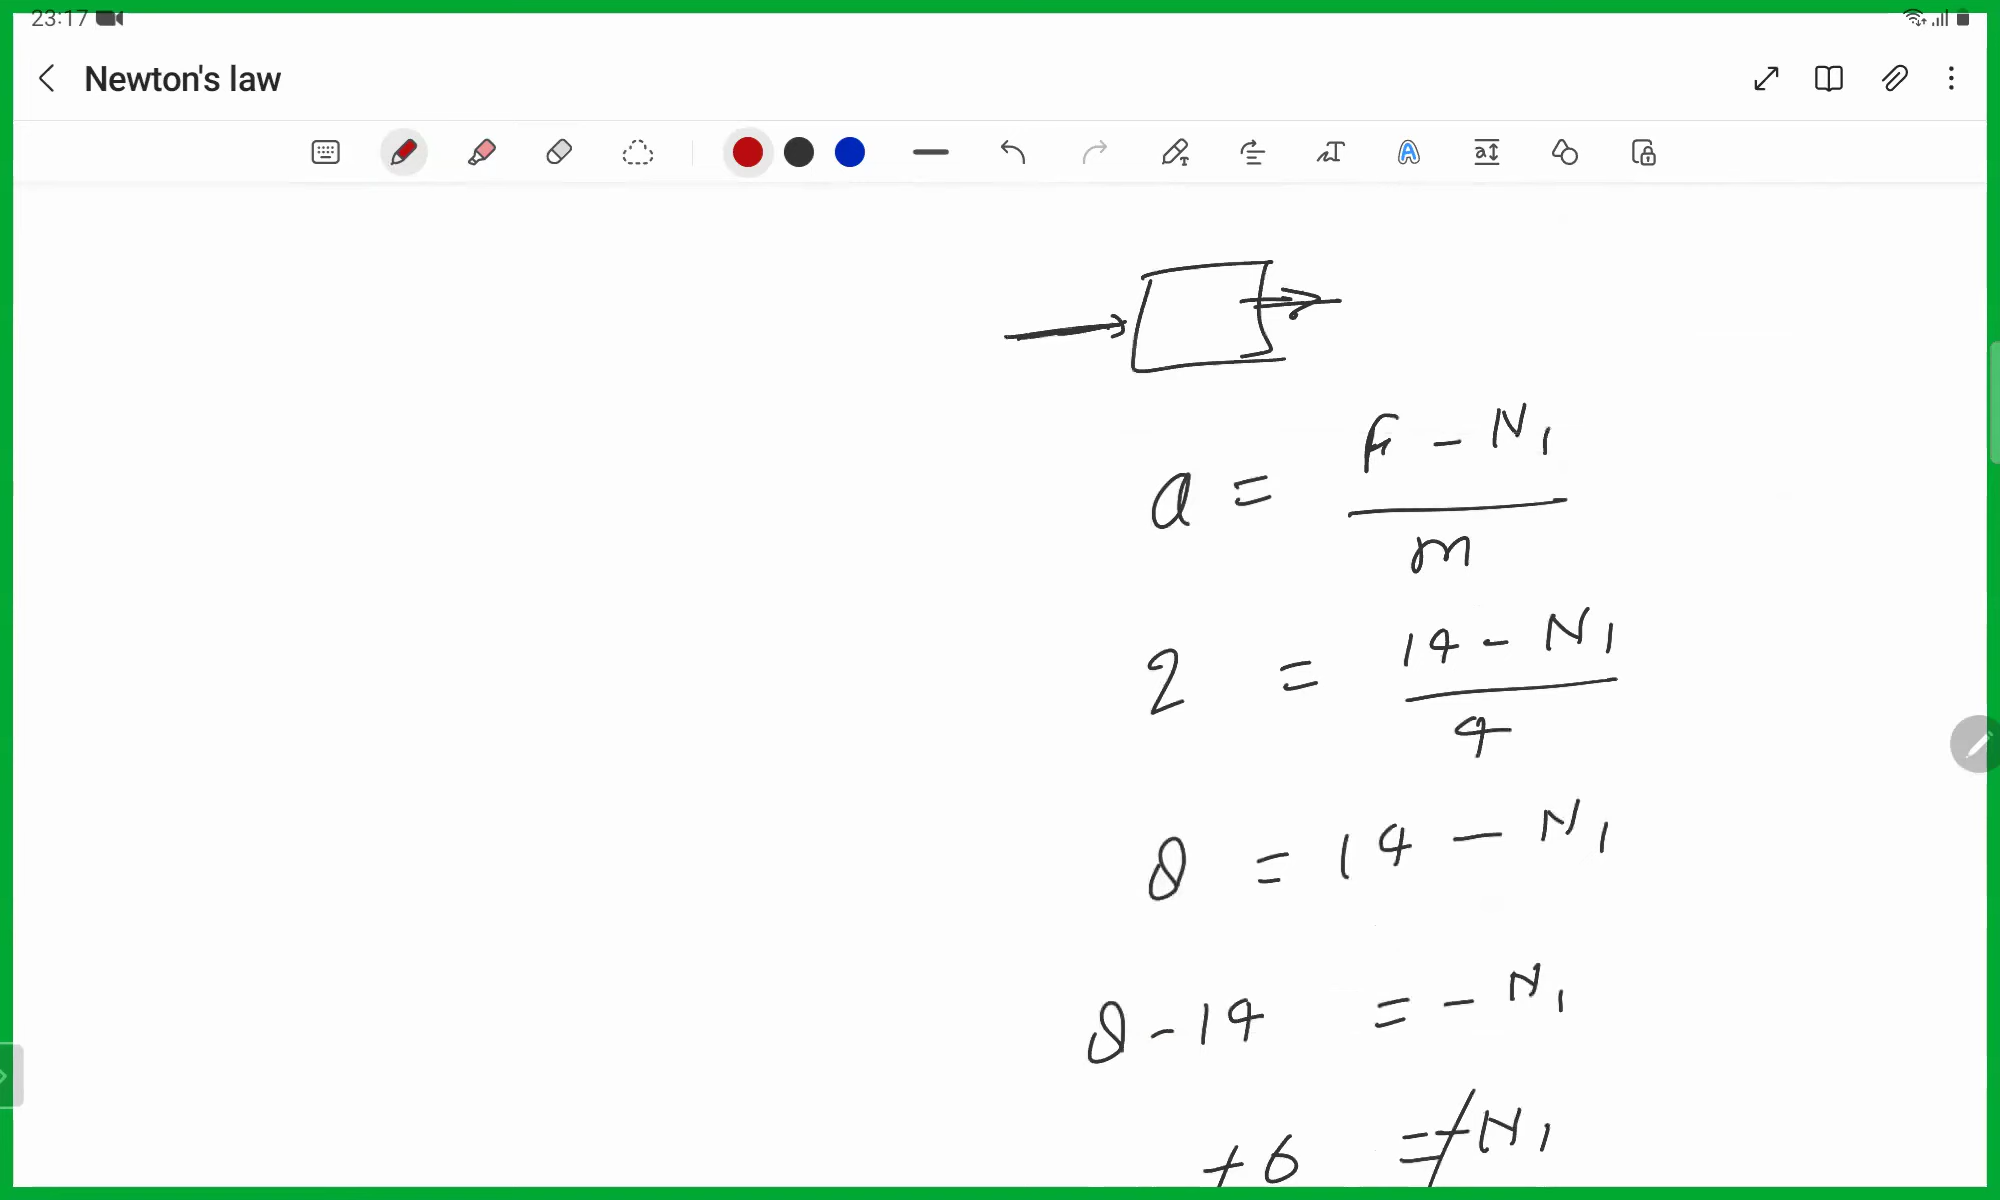 23:17
Newton's law
a = F - N1 / m
2 = 14 - N1 / 4
8 = 14 - N1
8 - 14 = - N1
+ 6 = - N1